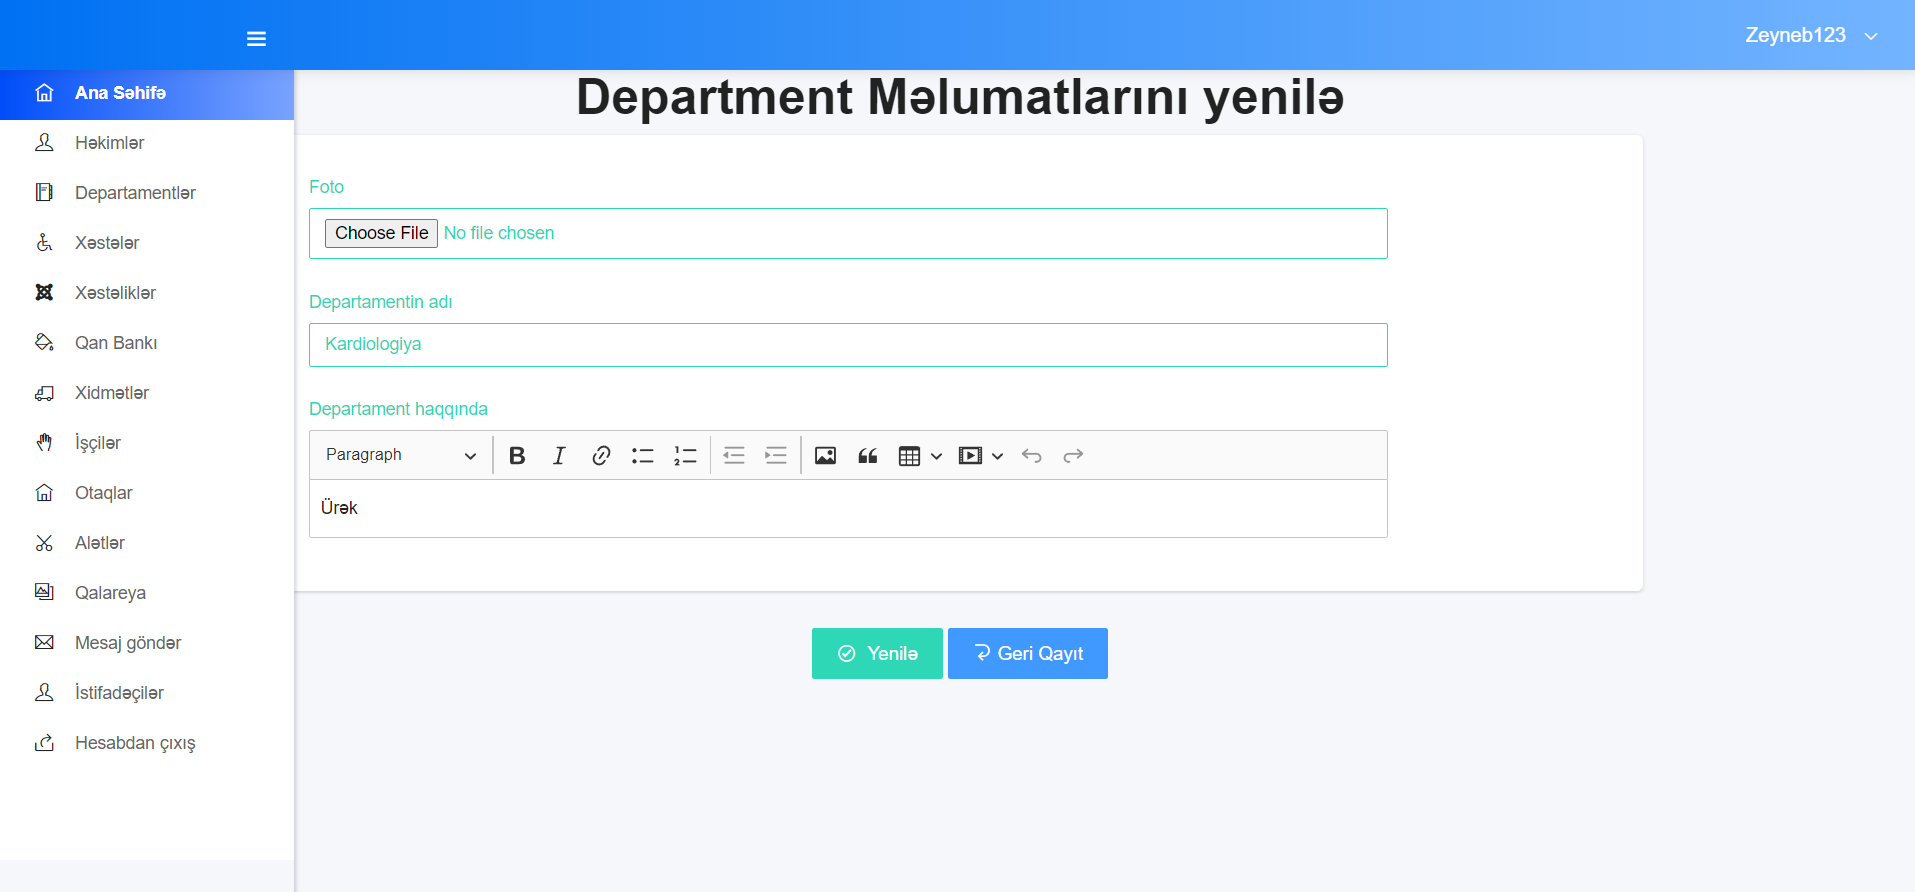 Zeyneb123
Ana Səhifə
Həkimlər
Departamentlər
Xəstələr
Xəstəliklər
Qan Bankı
Xidmətlər
İşçilər
Otaqlar
Alətlər
Qalareya
Mesaj göndər
İstifadəçilər
Hesabdan çıxış
Department Məlumatlarını yenilə
Foto
Choose File No file chosen
Departamentin adı
Kardiologiya
Departament haqqında
Paragraph
Ürək
Yenilə
Geri Qayıt